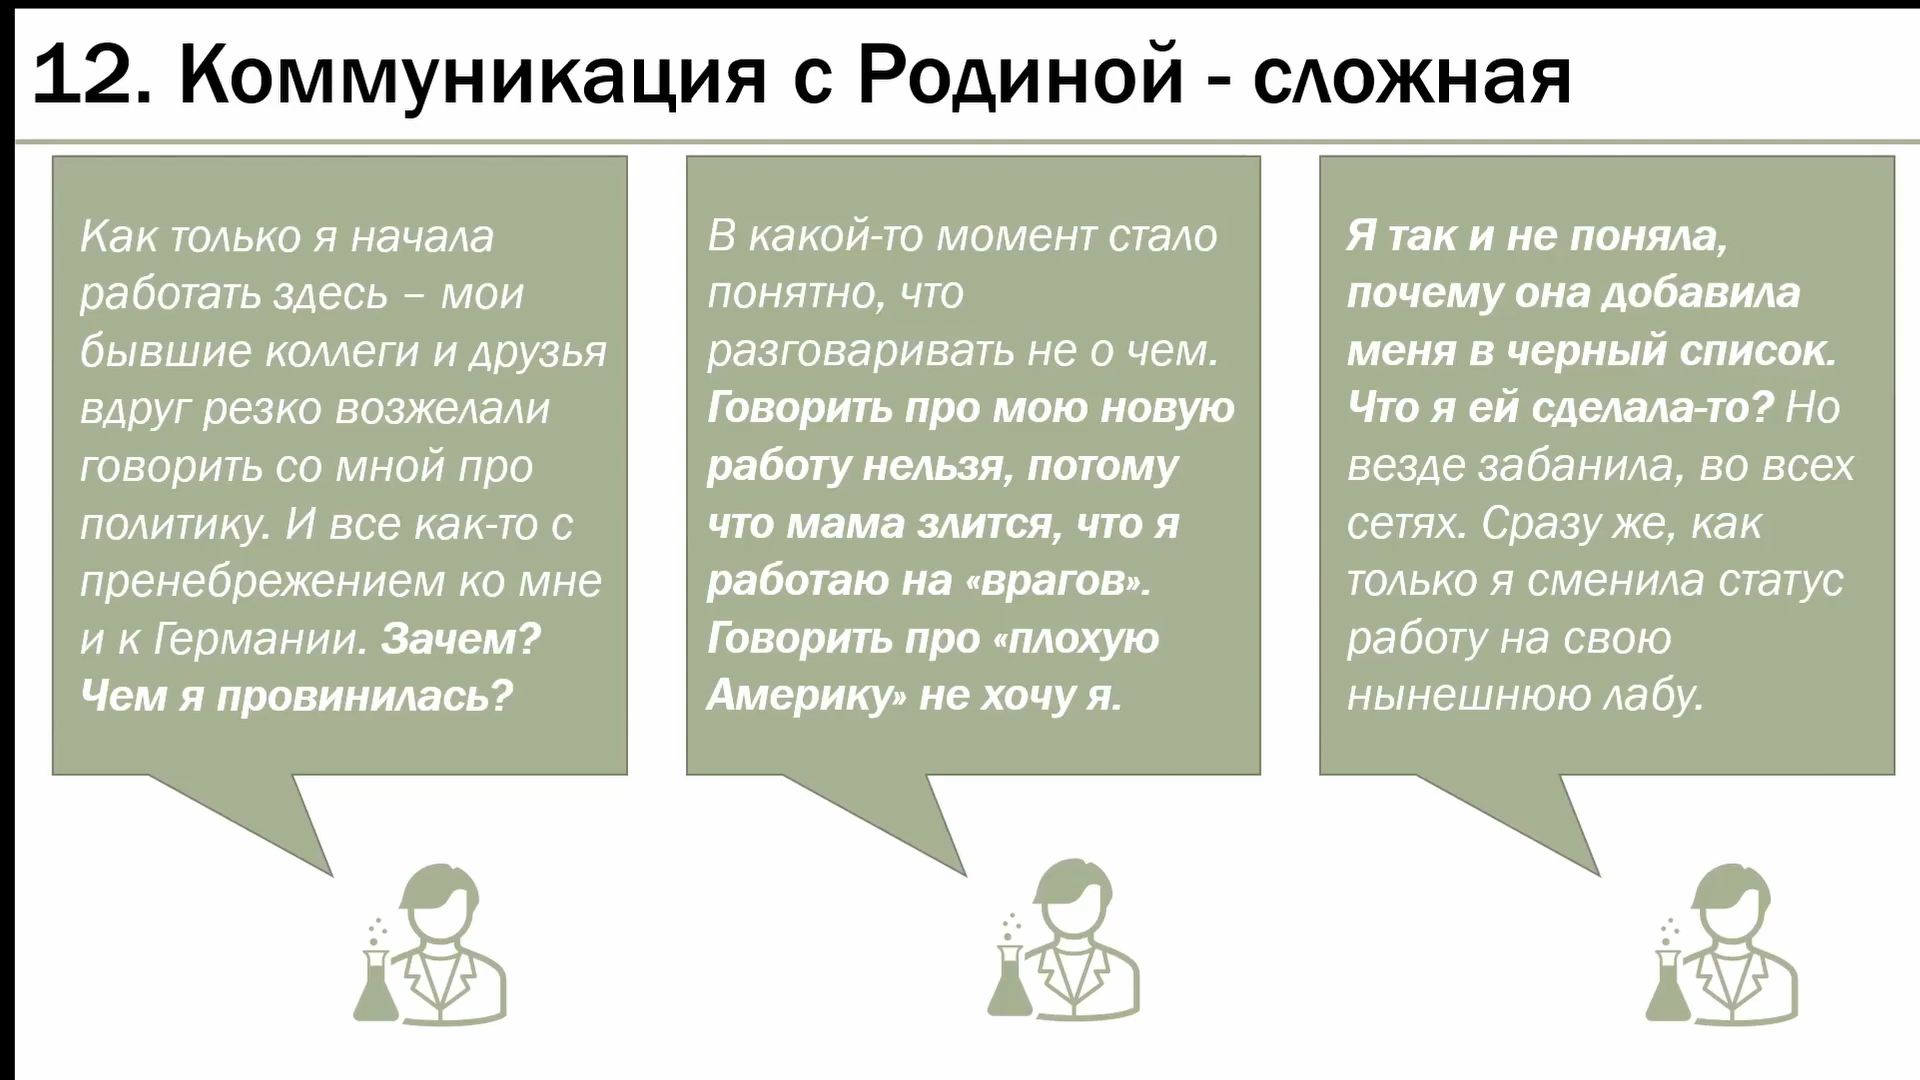 12. Коммуникация с Родиной - сложная
Как только я начала
работать здесь – мои
бывшие коллеги и друзья
вдруг резко возжелали
говорить со мной про
политику. И все как-то с
пренебрежением ко мне
и к Германии. Зачем?
Чем я провинилась?
В какой-то момент стало
понятно, что
разговаривать не о чем.
Говорить про мою новую
работу нельзя, потому
что мама злится, что я
работаю на «врагов».
Говорить про «плохую
Америку» не хочу я.
Я так и не поняла,
почему она добавила
меня в черный список.
Что я ей сделала-то? Но
везде забанила, во всех
сетях. Сразу же, как
только я сменила статус
работу на свою
нынешнюю лабу.